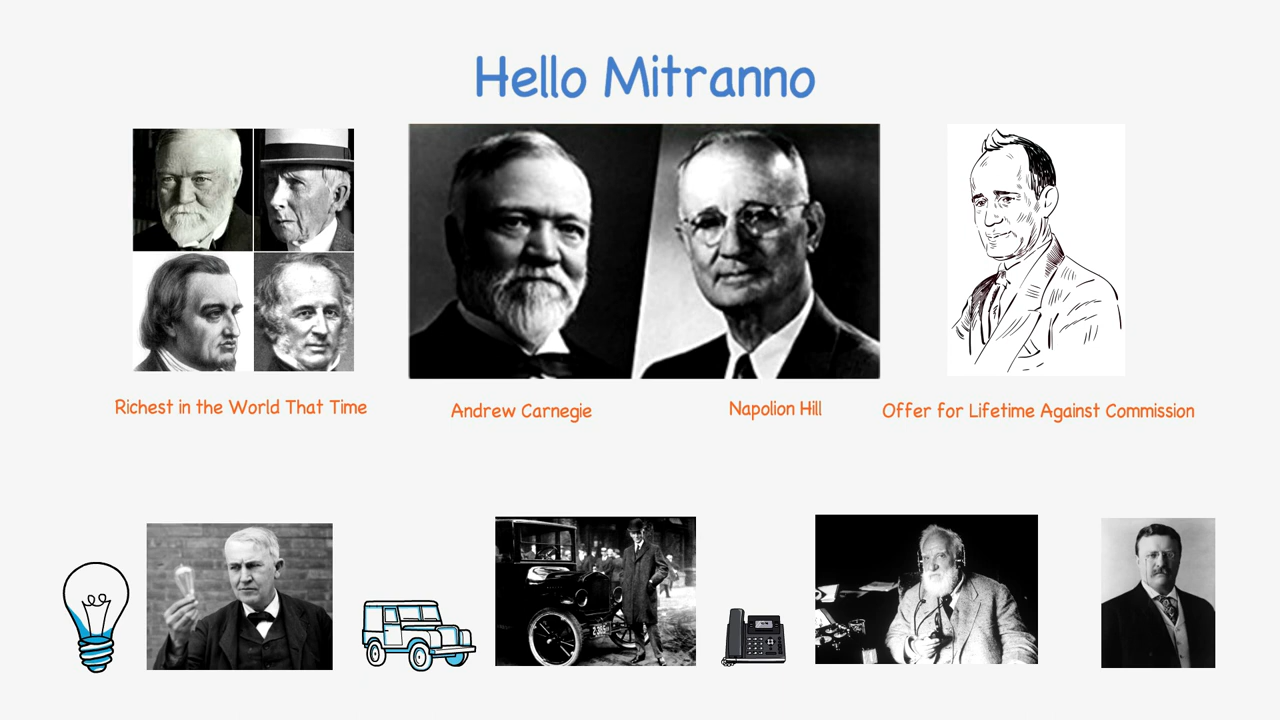 Hello Mitranno
Richest in the World That Time
Andrew Carnegie
Napolion Hill
Offer for Lifetime Against Commission